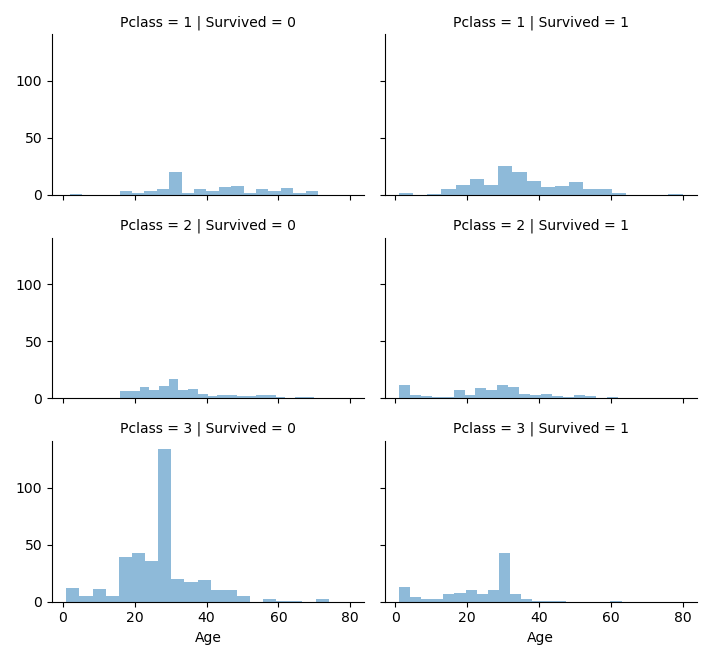 Pclass = 1 | Survived = 0
Pclass = 1 | Survived = 1
100
50
0
Pclass = 2 | Survived = 0
Pclass = 2 | Survived = 1
100
50
0
Pclass = 3 | Survived = 0
Pclass = 3 | Survived = 1
100
50
0
0 20 40 60 80
0 20 40 60 80
Age
Age